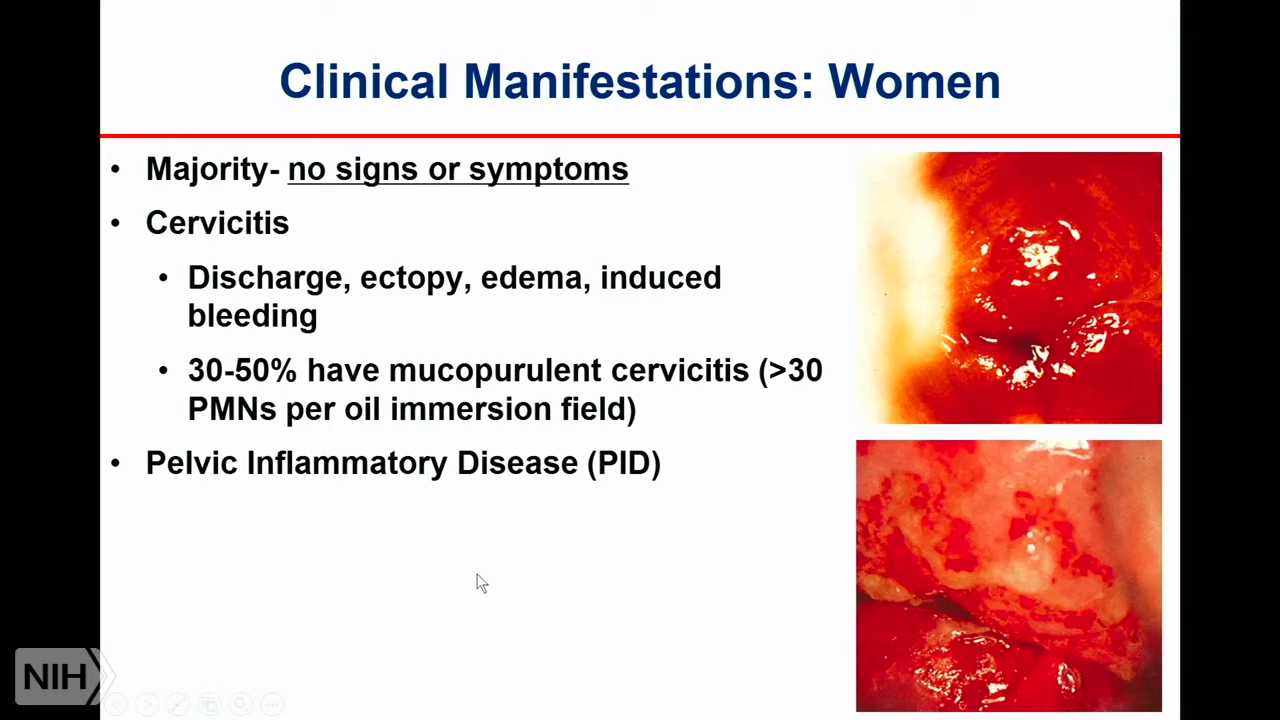 Clinical Manifestations: Women
• Majority- no signs or symptoms
• Cervicitis
• Discharge, ectopy, edema, induced
bleeding
• 30-50% have mucopurulent cervicitis (>30
PMNs per oil immersion field)
• Pelvic Inflammatory Disease (PID)
NIH